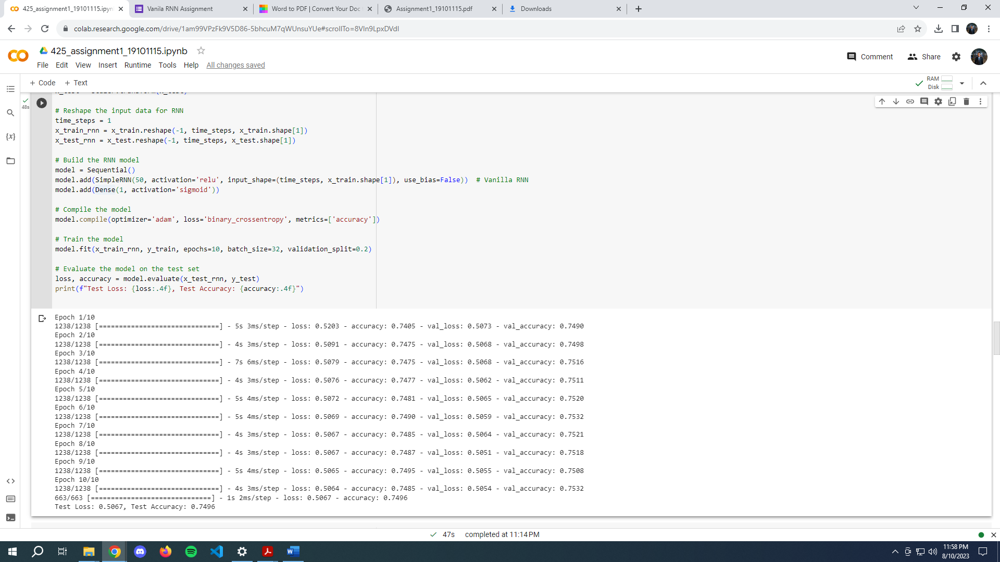 425_assignment1_19101115.ipyn
Vanila RNN Assignment
Word to PDF | Convert Your Doc
Assignment1_19101115.pdf
Downloads
colab.research.google.com/drive/1am99VPzFk9V5D86-5bhcuM7qWUnsuYUe#scrollTo=8VIn9LpxDVdI
425_assignment1_19101115.ipynb
Comment
Share
File Edit View Insert Runtime Tools Help All changes saved
+ Code + Text
RAM
Disk
48s
# Reshape the input data for RNN
time_steps = 1
x_train_rnn = x_train.reshape(-1, time_steps, x_train.shape[1])
x_test_rnn = x_test.reshape(-1, time_steps, x_test.shape[1])
# Build the RNN model
model = Sequential()
model.add(SimpleRNN(50, activation='relu', input_shape=(time_steps, x_train.shape[1]), use_bias=False))  # Vanilla RNN
model.add(Dense(1, activation='sigmoid'))
# Compile the model
model.compile(optimizer='adam', loss='binary_crossentropy', metrics=['accuracy'])
# Train the model
model.fit(x_train_rnn, y_train, epochs=10, batch_size=32, validation_split=0.2)
# Evaluate the model on the test set
loss, accuracy = model.evaluate(x_test_rnn, y_test)
print(f"Test Loss: {loss:.4f}, Test Accuracy: {accuracy:.4f}")
Epoch 1/10
1238/1238 [==============================] - 5s 3ms/step - loss: 0.5203 - accuracy: 0.7405 - val_loss: 0.5073 - val_accuracy: 0.7490
Epoch 2/10
1238/1238 [==============================] - 4s 3ms/step - loss: 0.5091 - accuracy: 0.7475 - val_loss: 0.5068 - val_accuracy: 0.7498
Epoch 3/10
1238/1238 [==============================] - 7s 6ms/step - loss: 0.5079 - accuracy: 0.7475 - val_loss: 0.5068 - val_accuracy: 0.7516
Epoch 4/10
1238/1238 [==============================] - 4s 3ms/step - loss: 0.5076 - accuracy: 0.7477 - val_loss: 0.5062 - val_accuracy: 0.7511
Epoch 5/10
1238/1238 [==============================] - 5s 4ms/step - loss: 0.5072 - accuracy: 0.7481 - val_loss: 0.5065 - val_accuracy: 0.7520
Epoch 6/10
1238/1238 [==============================] - 5s 4ms/step - loss: 0.5069 - accuracy: 0.7490 - val_loss: 0.5059 - val_accuracy: 0.7532
Epoch 7/10
1238/1238 [==============================] - 4s 3ms/step - loss: 0.5067 - accuracy: 0.7485 - val_loss: 0.5064 - val_accuracy: 0.7521
Epoch 8/10
1238/1238 [==============================] - 4s 3ms/step - loss: 0.5067 - accuracy: 0.7487 - val_loss: 0.5051 - val_accuracy: 0.7518
Epoch 9/10
1238/1238 [==============================] - 5s 4ms/step - loss: 0.5065 - accuracy: 0.7495 - val_loss: 0.5055 - val_accuracy: 0.7508
Epoch 10/10
1238/1238 [==============================] - 4s 3ms/step - loss: 0.5064 - accuracy: 0.7485 - val_loss: 0.5054 - val_accuracy: 0.7532
663/663 [==============================] - 1s 2ms/step - loss: 0.5067 - accuracy: 0.7496
Test Loss: 0.5067, Test Accuracy: 0.7496
47s completed at 11:14 PM
11:58 PM
8/10/2023